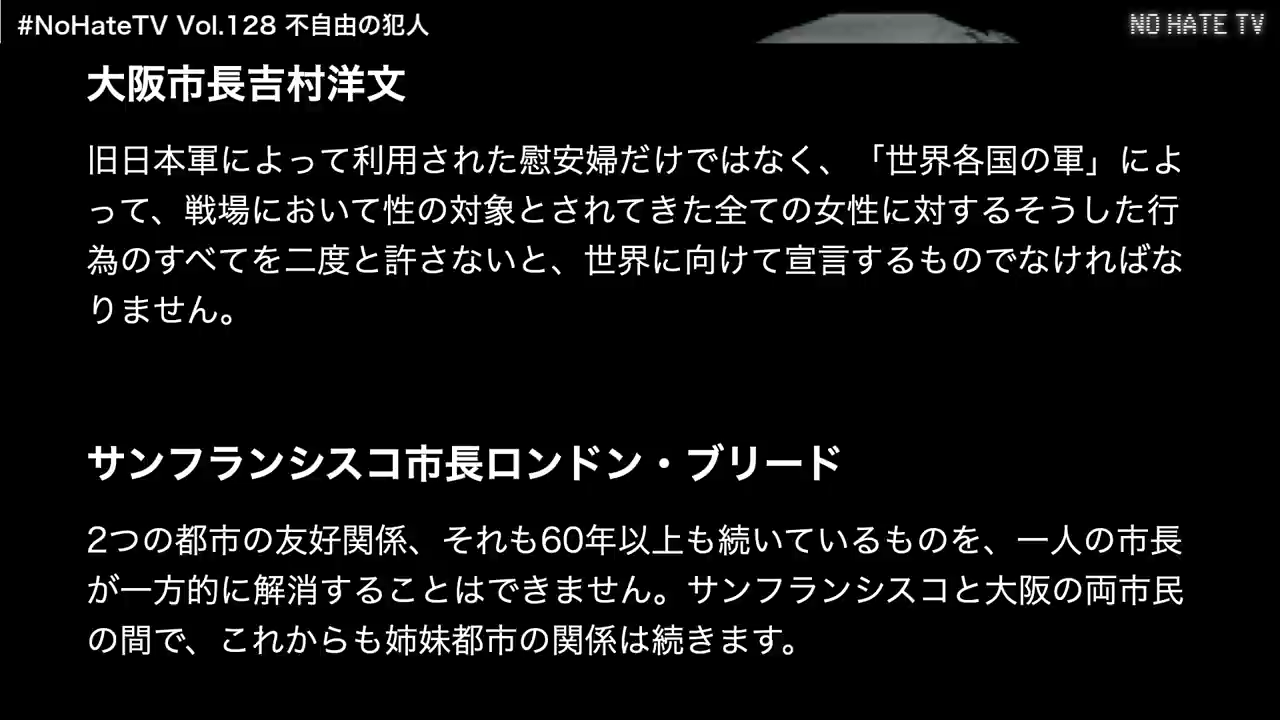 #NoHateTV Vol.128 不自由の犯人
NO HATE TV
大阪市長吉村洋文
旧日本軍によって利用された慰安婦だけではなく、「世界各国の軍」によ
って、戦場において性の対象とされてきた全ての女性に対するそうした行
為のすべてを二度と許さないと、世界に向けて宣言するものでなければな
りません。
サンフランシスコ市長ロンドン・ブリード
2つの都市の友好関係、それも60年以上も続いているものを、一人の市長
が一方的に解消することはできません。サンフランシスコと大阪の両市民
の間で、これからも姉妹都市の関係は続きます。